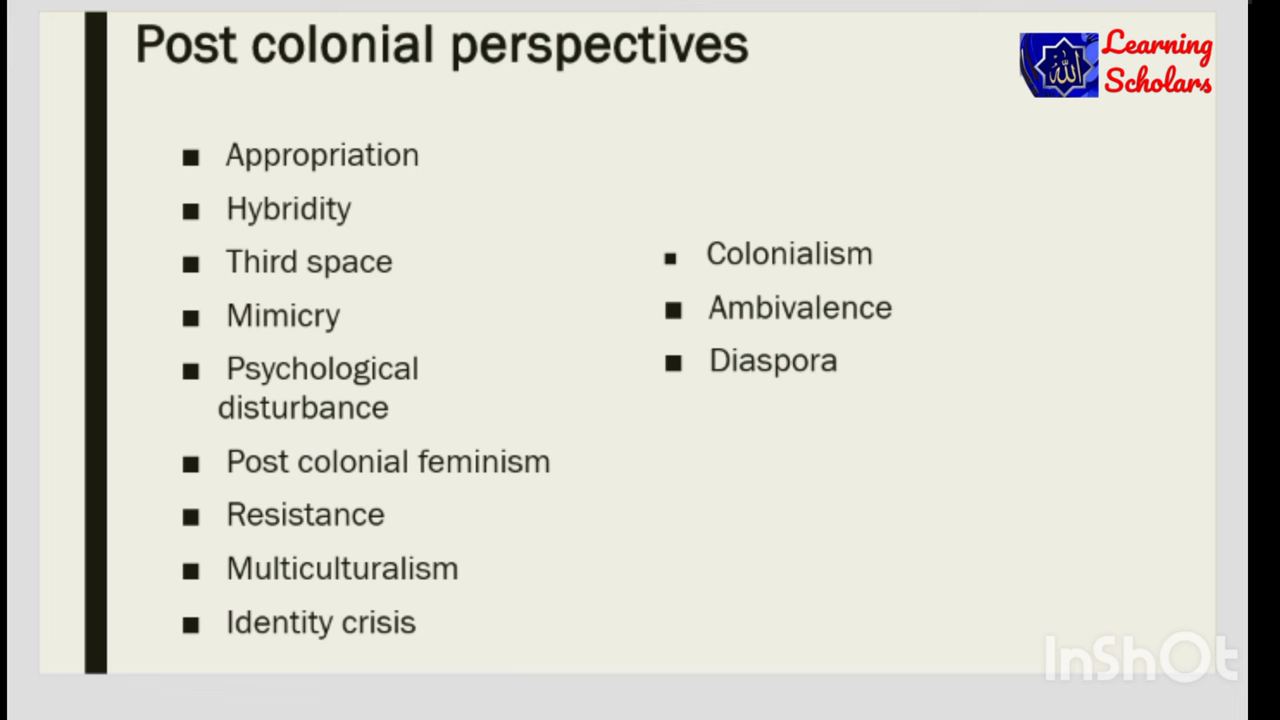 Post colonial perspectives
Learning
Scholars
الله
■ Appropriation
■ Hybridity
■ Third space
■ Mimicry
■ Psychological
disturbance
■ Post colonial feminism
■ Resistance
■ Multiculturalism
■ Identity crisis
■ Colonialism
■ Ambivalence
■ Diaspora
InShOt